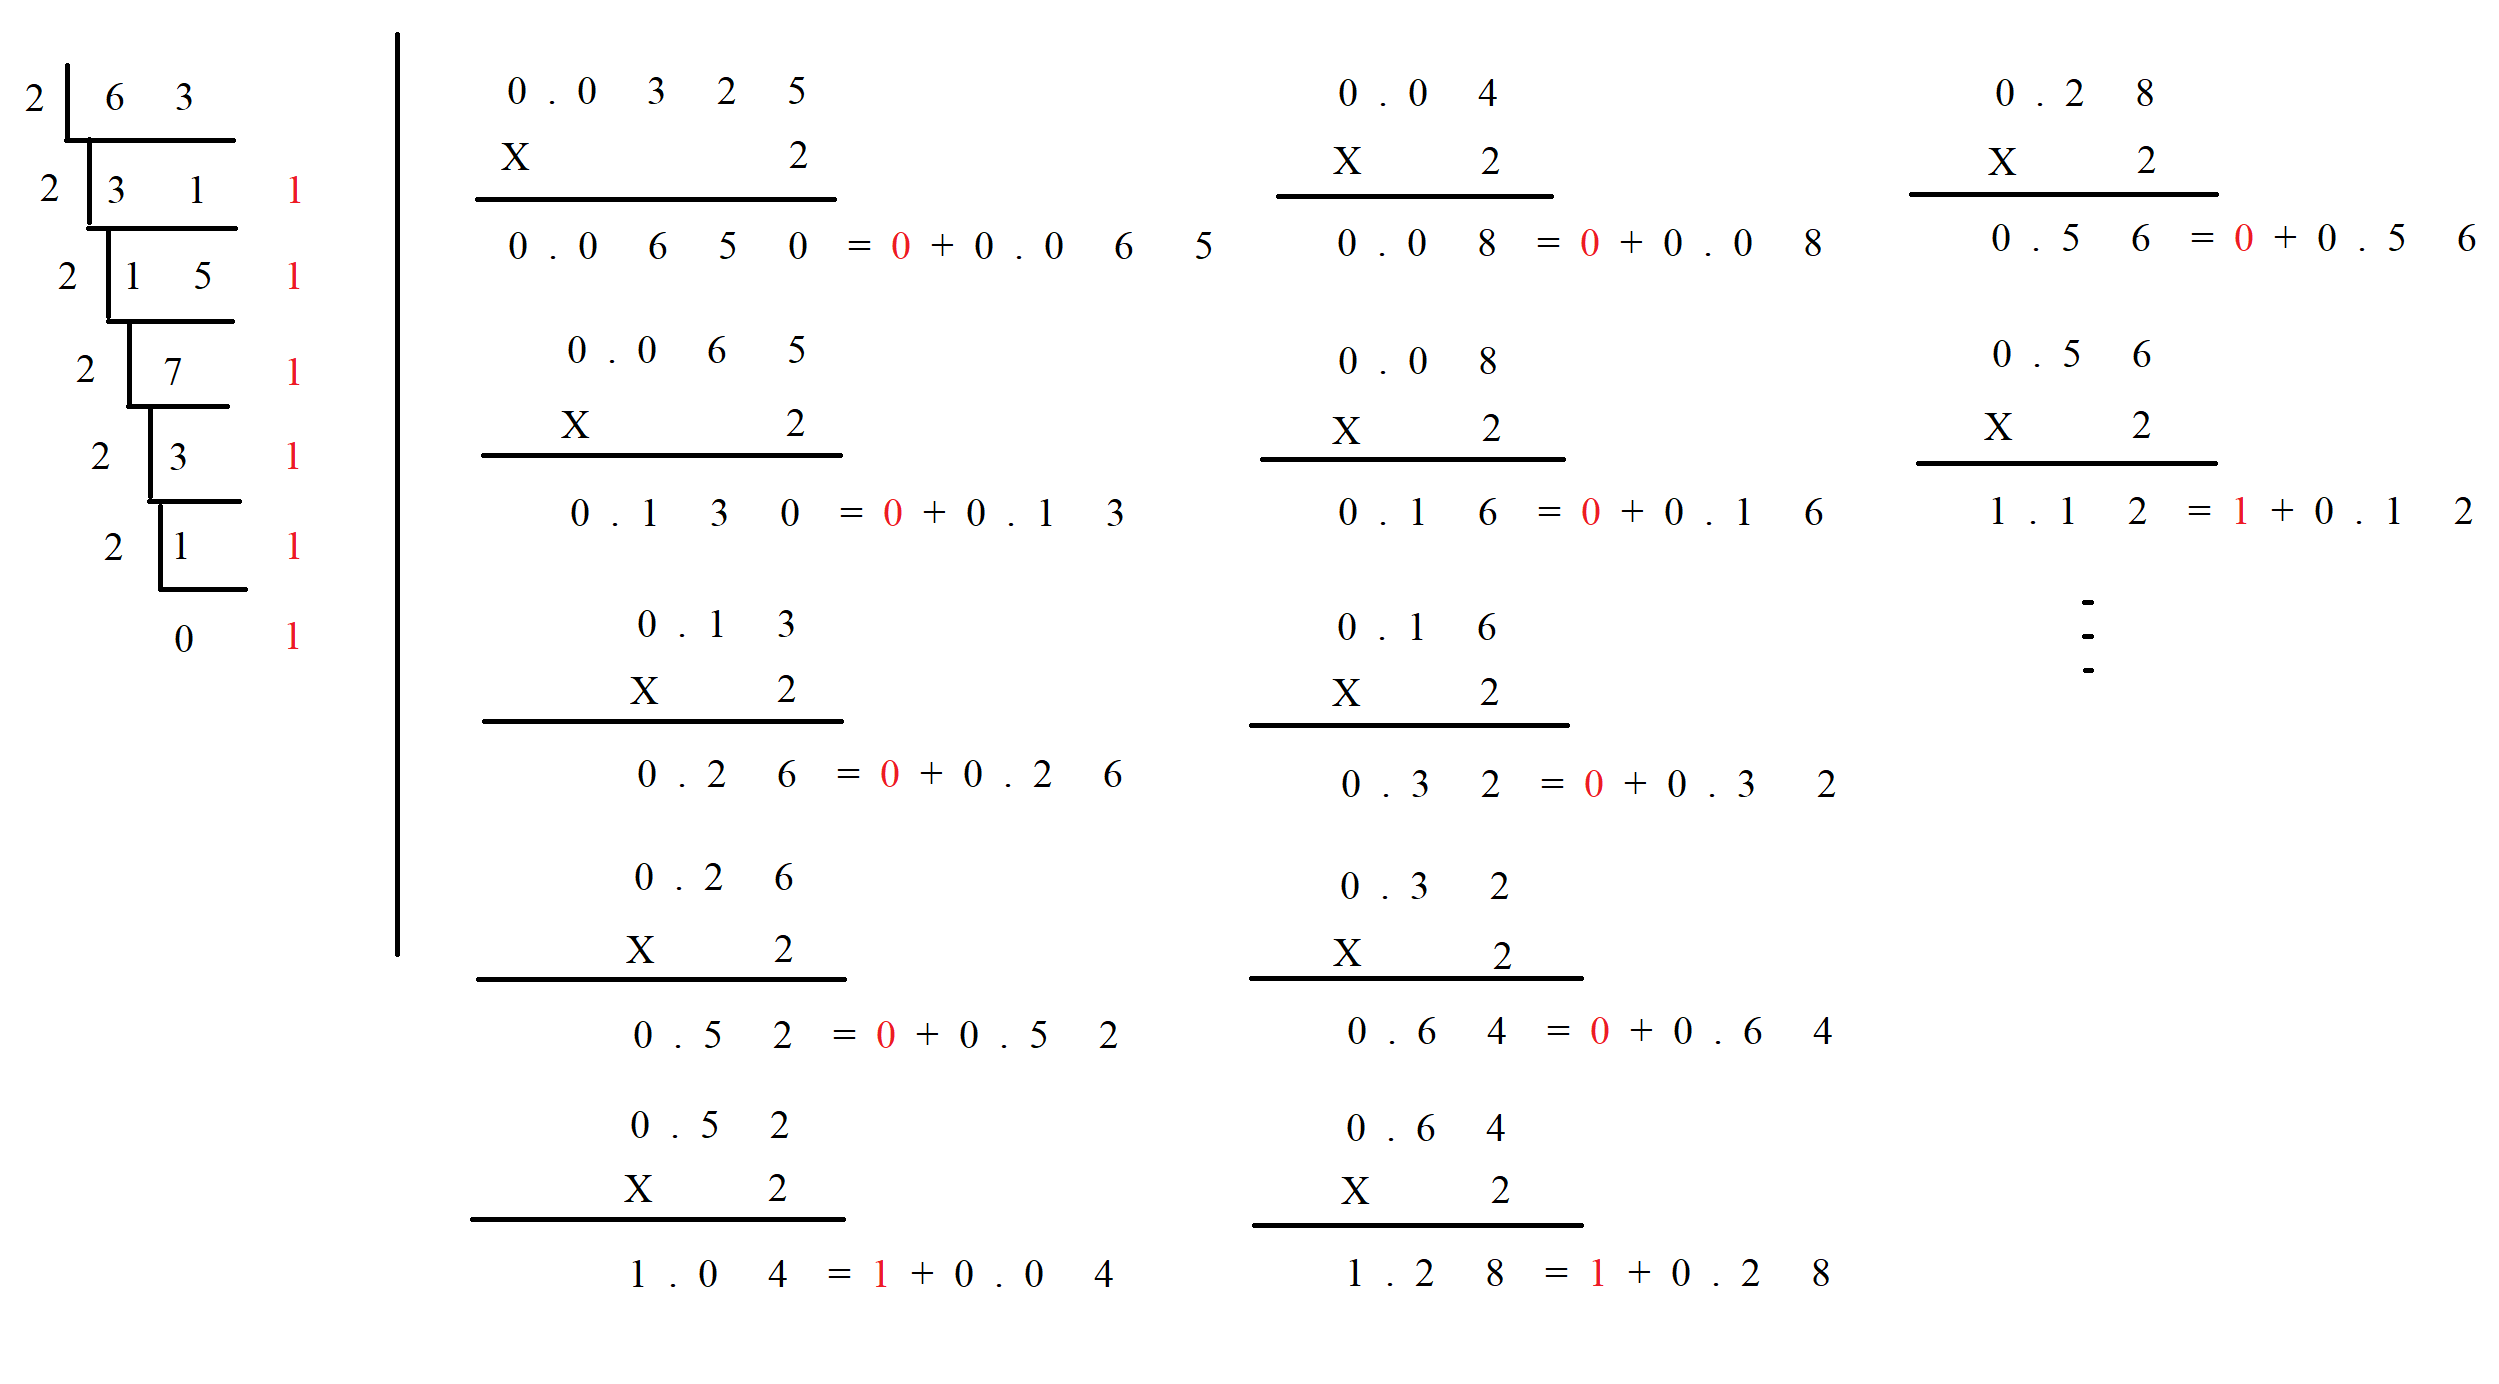 2 6 3
2 3 1 1
2 1 5 1
2 7 1
2 3 1
2 1 1
0 1
0 . 0 3 2 5
X 2
0 . 0 6 5 0 = 0 + 0 . 0 6 5
0 . 0 6 5
X 2
0 . 1 3 0 = 0 + 0 . 1 3
0 . 1 3
X 2
0 . 2 6 = 0 + 0 . 2 6
0 . 2 6
X 2
0 . 5 2 = 0 + 0 . 5 2
0 . 5 2
X 2
1 . 0 4 = 1 + 0 . 0 4
0 . 0 4
X 2
0 . 0 8 = 0 + 0 . 0 8
0 . 0 8
X 2
0 . 1 6 = 0 + 0 . 1 6
0 . 1 6
X 2
0 . 3 2 = 0 + 0 . 3 2
0 . 3 2
X 2
0 . 6 4 = 0 + 0 . 6 4
0 . 6 4
X 2
1 . 2 8 = 1 + 0 . 2 8
0 . 2 8
X 2
0 . 5 6 = 0 + 0 . 5 6
0 . 5 6
X 2
1 . 1 2 = 1 + 0 . 1 2
-
-
-